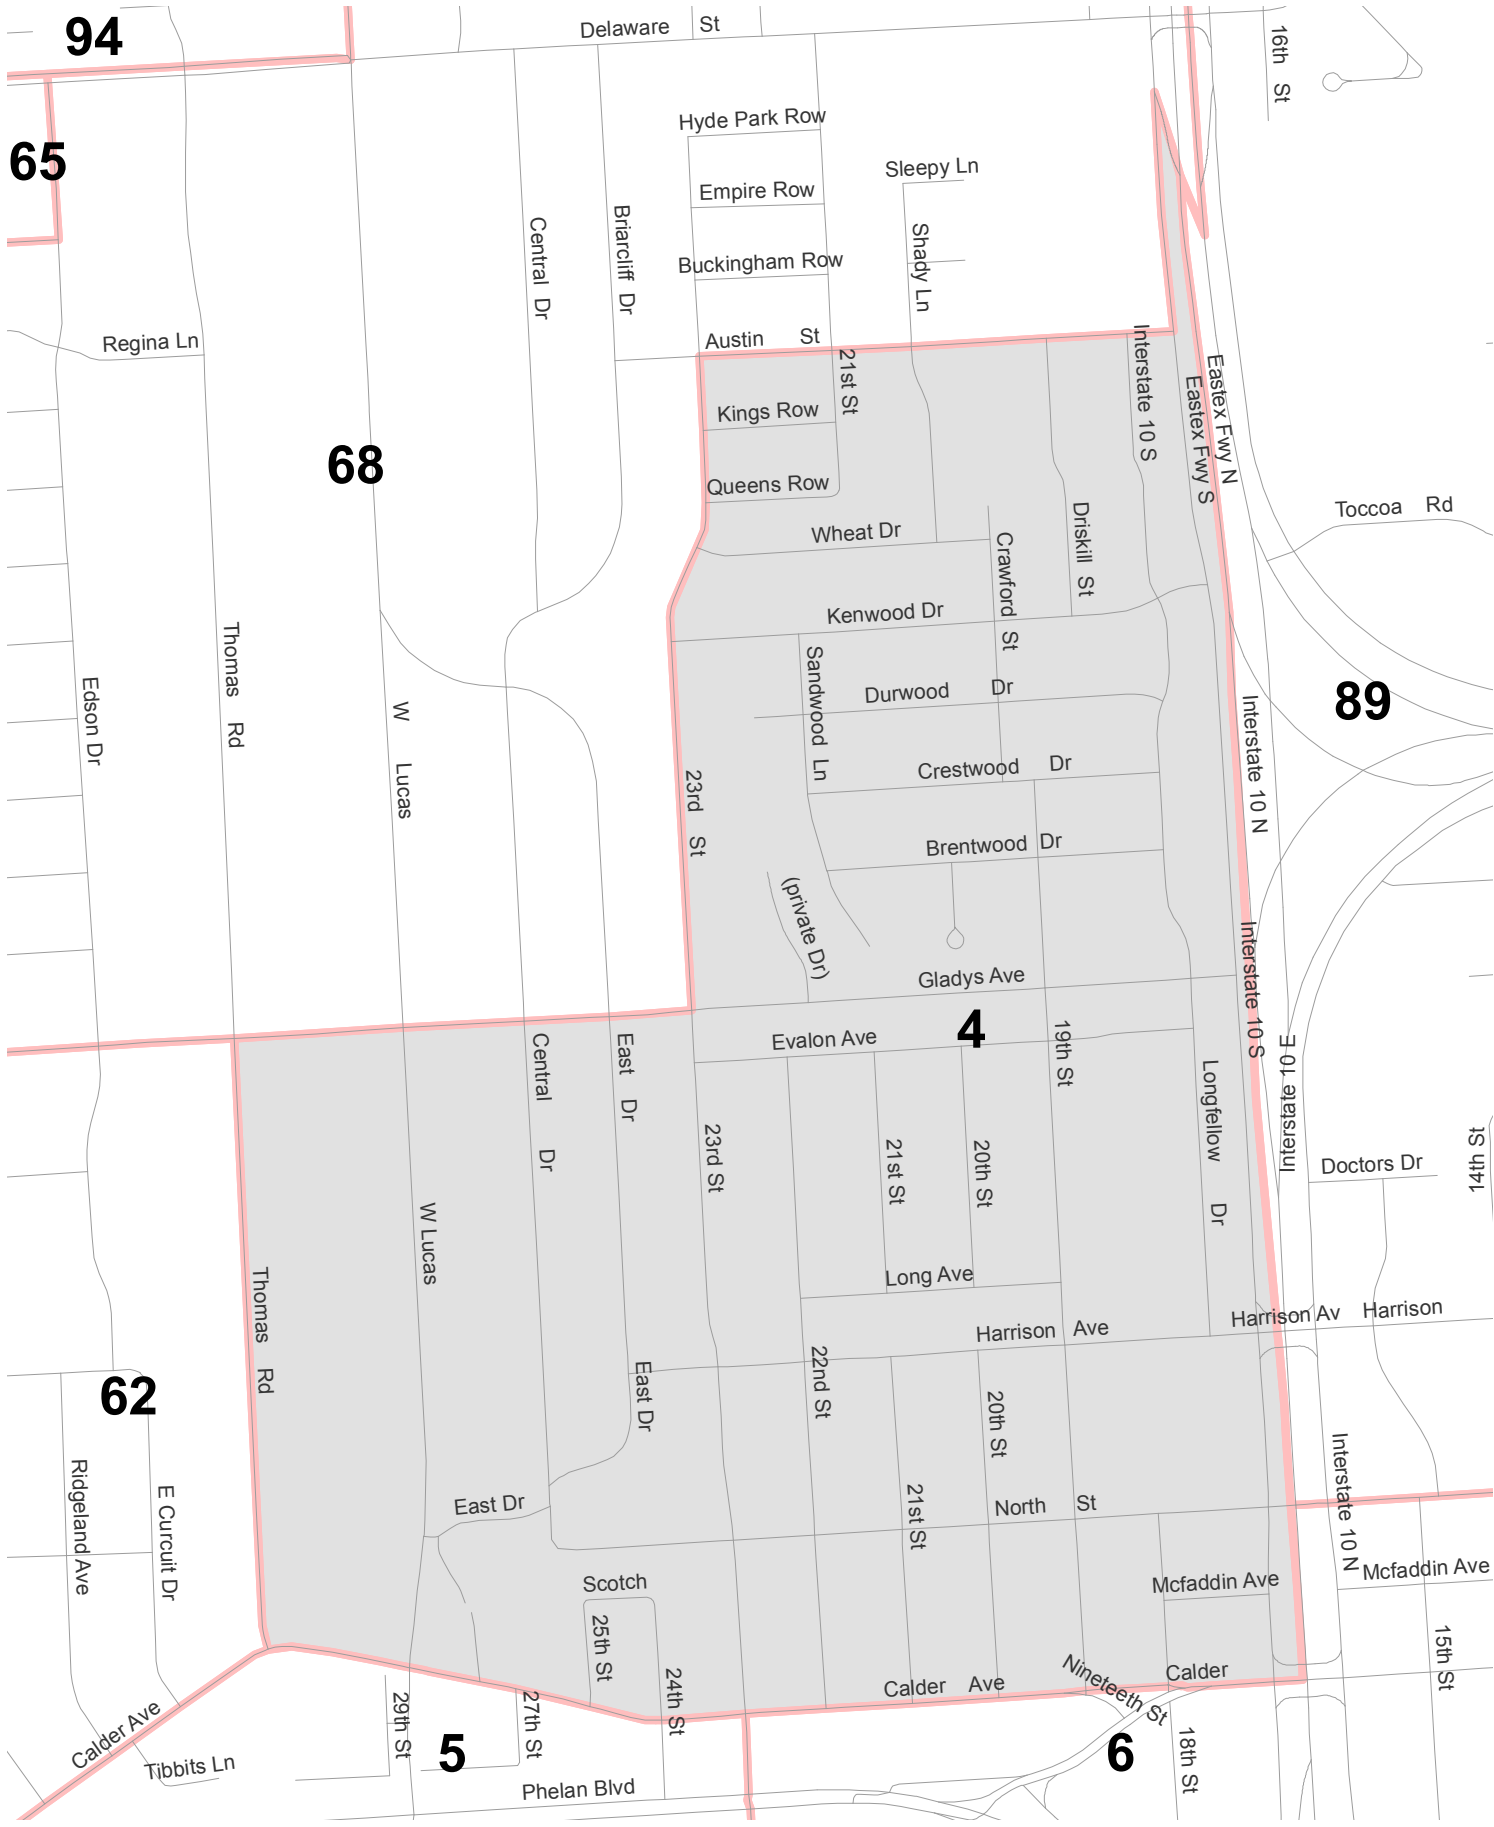 94
Delaware St
16th St
65
Hyde Park Row
Sleepy Ln
Empire Row
Central Dr
Briarcliff Dr
Shady Ln
Buckingham Row
Regina Ln
Austin St
21st St
Interstate 10 S
Eastex Fwy N
Eastex Fwy S
Kings Row
68
Queens Row
Toccoa Rd
Wheat Dr
Driskill St
Crawford St
Kenwood Dr
Thomas Rd
Edson Dr
W Lucas
Sandwood Ln
Durwood Dr
89
Interstate 10 N
23rd St
Crestwood Dr
Brentwood Dr
(private Dr)
Interstate 10 S
Gladys Ave
4
Evalon Ave
19th St
Central Dr
East Dr
Interstate 10 E
Longfellow Dr
23rd St
21st St
20th St
Doctors Dr
14th St
W Lucas
Thomas Rd
Long Ave
Harrison Av
Harrison
Harrison Ave
62
22nd St
East Dr
20th St
Ridgeland Ave
E Curcuit Dr
East Dr
21st St
North St
Interstate 10 N
Scotch
Mcfaddin Ave
Mcfaddin Ave
25th St
15th St
24th St
Nineteeth St
Calder
Calder Ave
29th St
27th St
Calder Ave
5
6
18th St
Tibbits Ln
Phelan Blvd